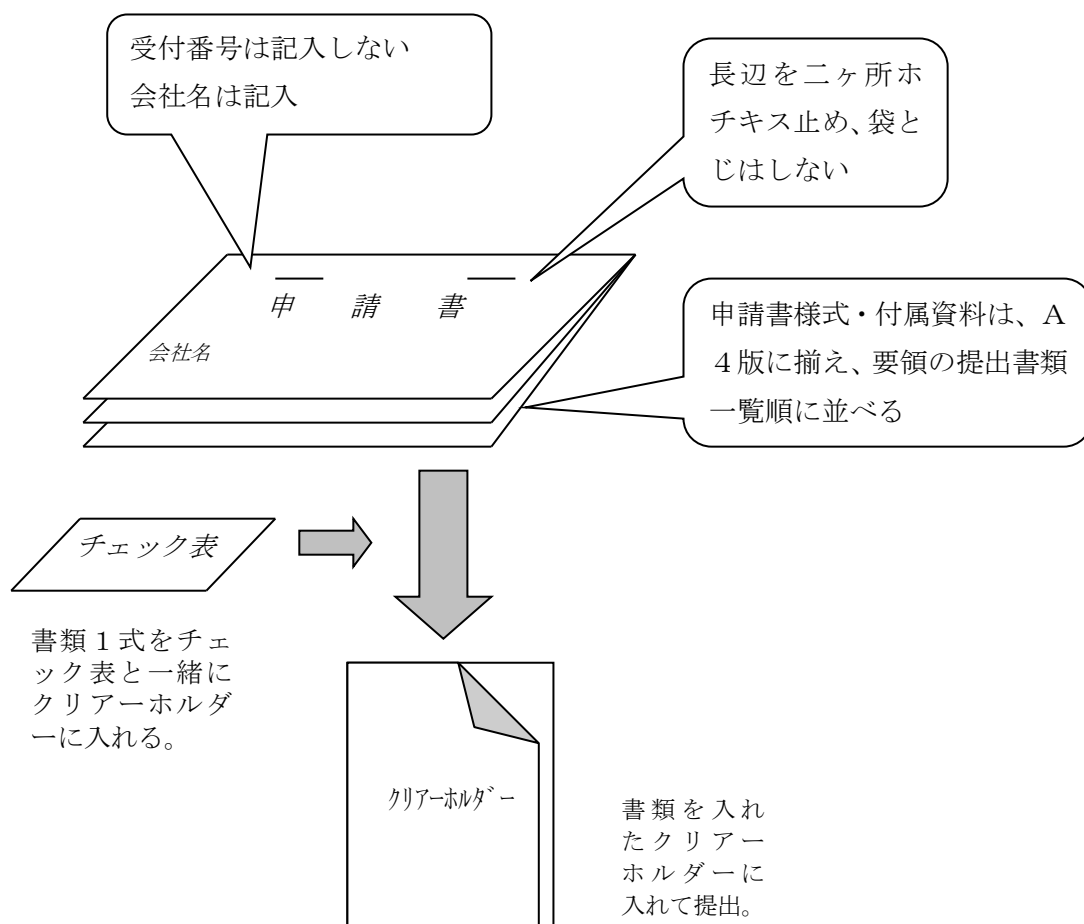 受付番号は記入しない
会社名は記入
長辺を二ヶ所ホ
チキス止め、袋と
じはしない
申　請　書
会社名
申請書様式・付属資料は、Ａ
４版に揃え、要領の提出書類
一覧順に並べる
チェック表
書類１式をチェ
ック表と一緒に
クリアーホルダ
ーに入れる。
ｸﾘｱｰﾎﾙﾀﾞｰ
書類を入れ
たクリアー
ホルダーに
入れて提出。